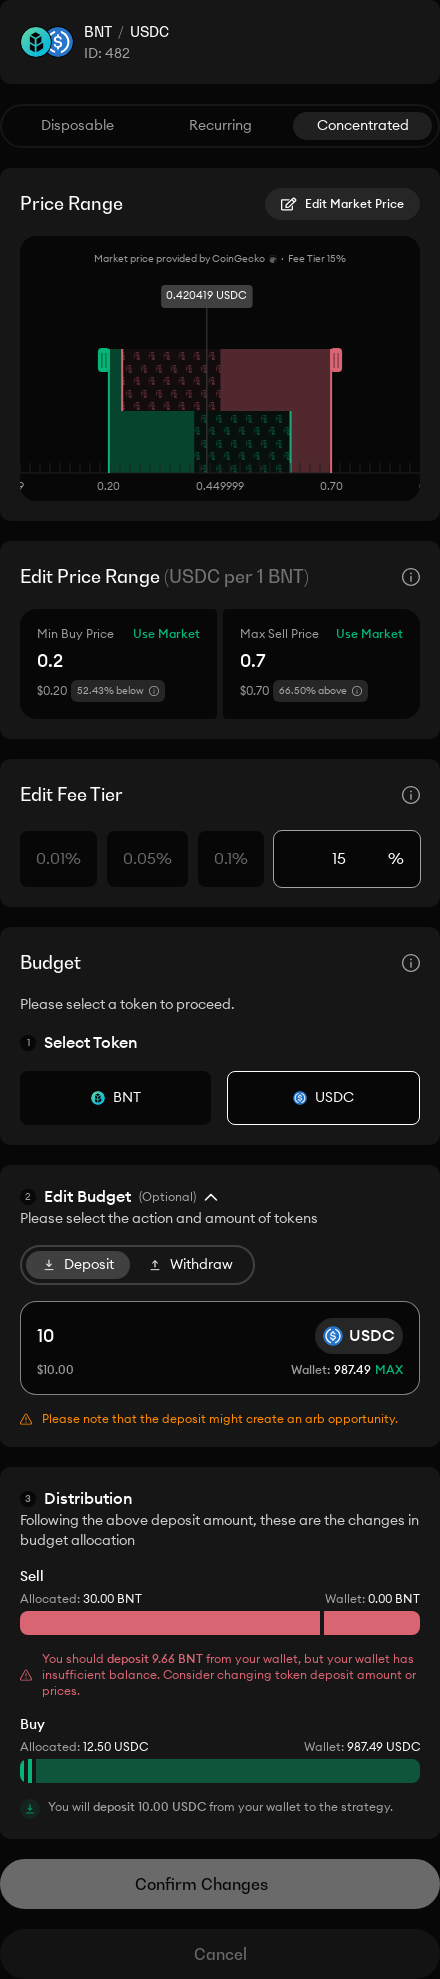 BNT / USDC
ID: 482
Disposable Recurring Concentrated
Price Range
Edit Market Price
Market price provided by CoinGecko · Fee Tier 15%
0.420419 USDC
9 0.20 0.449999 0.70
Edit Price Range (USDC per 1 BNT)
Min Buy Price Use Market
0.2
$0.20 52.43% below
Max Sell Price Use Market
0.7
$0.70 66.50% above
Edit Fee Tier
0.01% 0.05% 0.1% 15 %
Budget
Please select a token to proceed.
1 Select Token
BNT USDC
2 Edit Budget (Optional)
Please select the action and amount of tokens
Deposit Withdraw
10 USDC
$10.00 Wallet: 987.49 MAX
Please note that the deposit might create an arb opportunity.
3 Distribution
Following the above deposit amount, these are the changes in
budget allocation
Sell
Allocated: 30.00 BNT Wallet: 0.00 BNT
You should deposit 9.66 BNT from your wallet, but your wallet has
insufficient balance. Consider changing token deposit amount or
prices.
Buy
Allocated: 12.50 USDC Wallet: 987.49 USDC
You will deposit 10.00 USDC from your wallet to the strategy.
Confirm Changes
Cancel